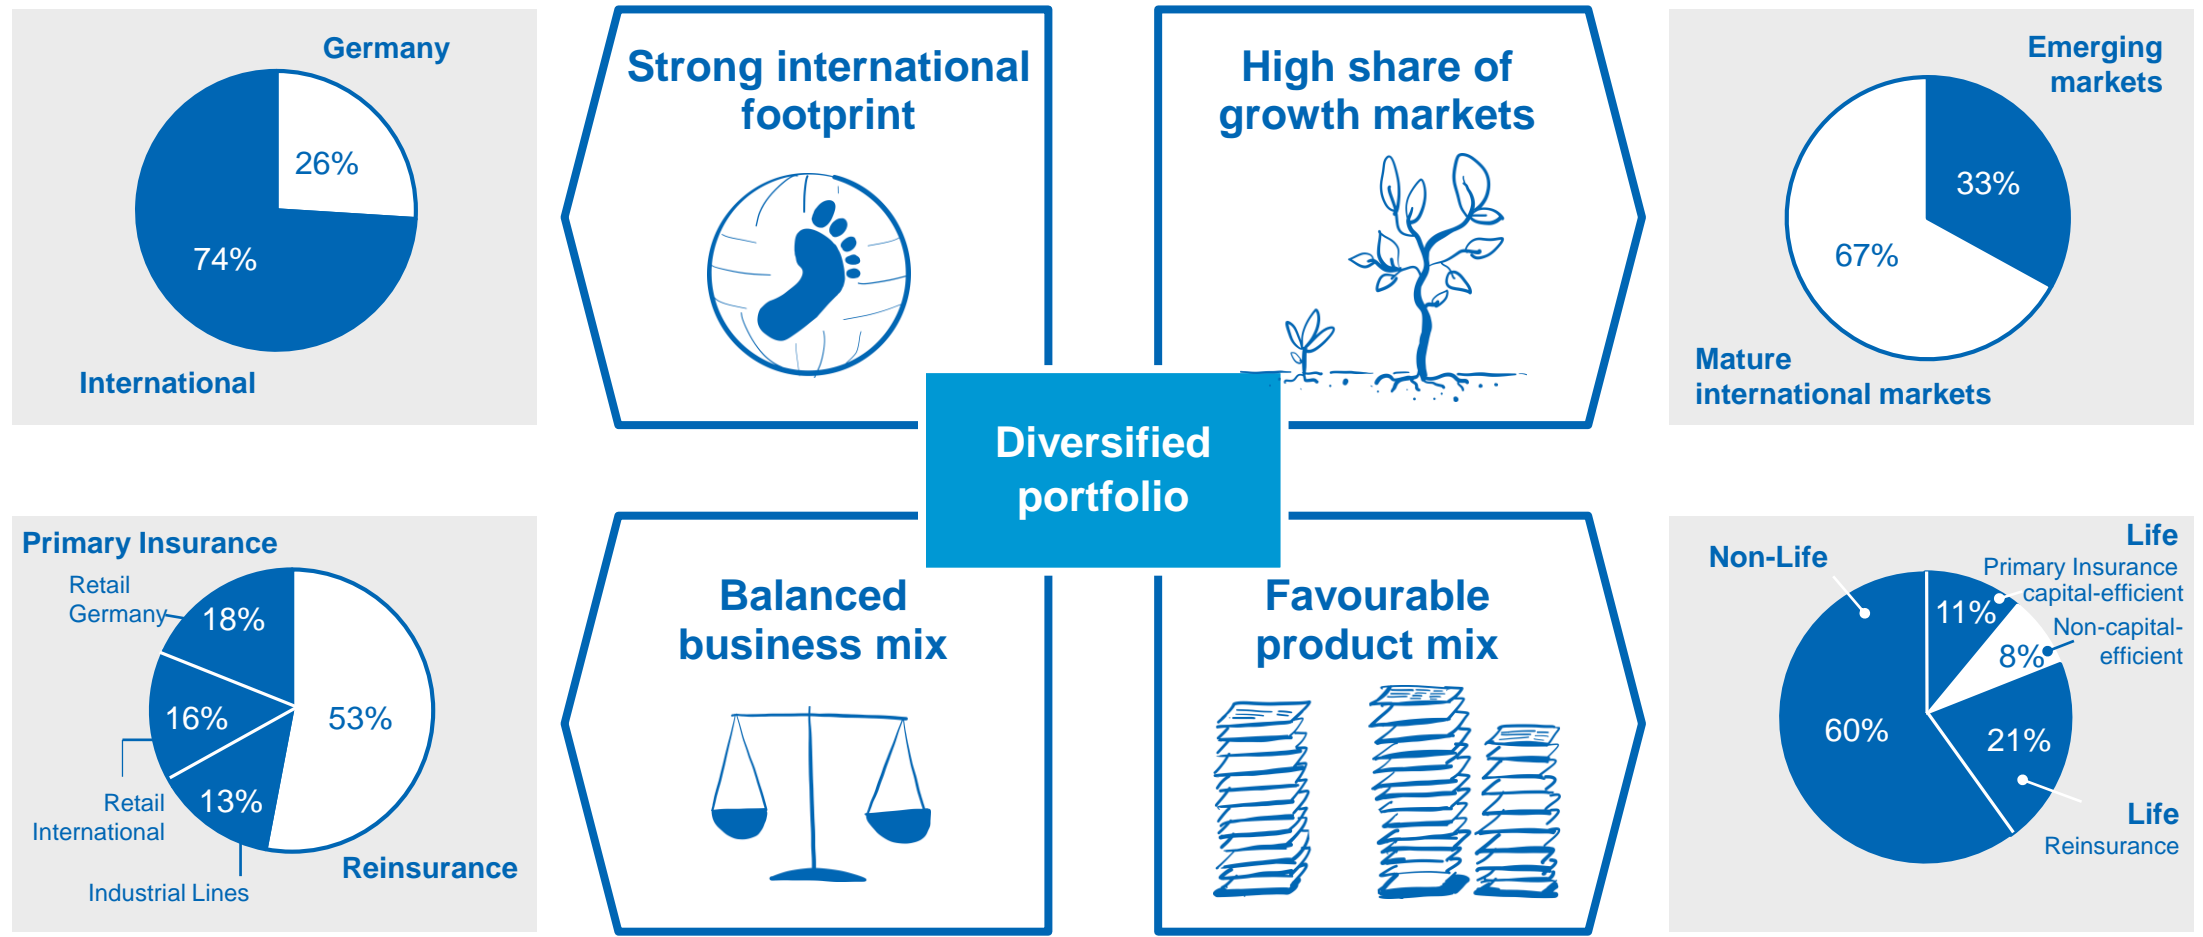 Germany
26%
74%
International
Strong international
footprint
High share of
growth markets
Emerging
markets
33%
67%
Mature
international markets
Diversified
portfolio
Primary Insurance
Retail
Germany
18%
16%
53%
13%
Retail
International
Industrial Lines
Reinsurance
Balanced
business mix
Favourable
product mix
Non-Life
Life
Primary Insurance
capital-efficient
11%
Non-capital-
efficient
8%
60%
21%
Life
Reinsurance